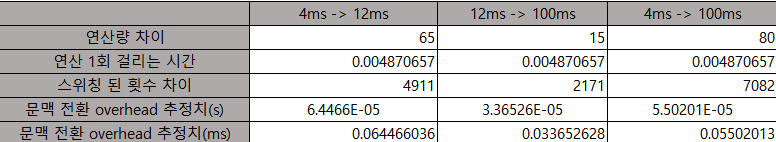 4ms -> 12ms 12ms -> 100ms 4ms -> 100ms
연산량 차이 65 15 80
연산 1회 걸리는 시간 0.004870657 0.004870657 0.004870657
스위칭 된 횟수 차이 4911 2171 7082
문맥 전환 overhead 추정치(s) 6.4466E-05 3.36526E-05 5.50201E-05
문맥 전환 overhead 추정치(ms) 0.064466036 0.033652628 0.05502013